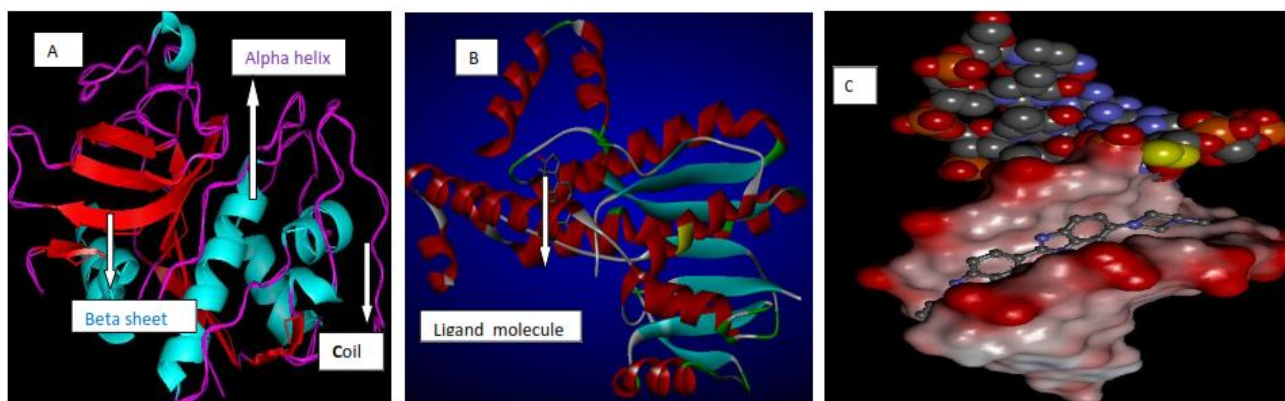 A
Alpha helix
Beta sheet
Coil
B
Ligand molecule
C